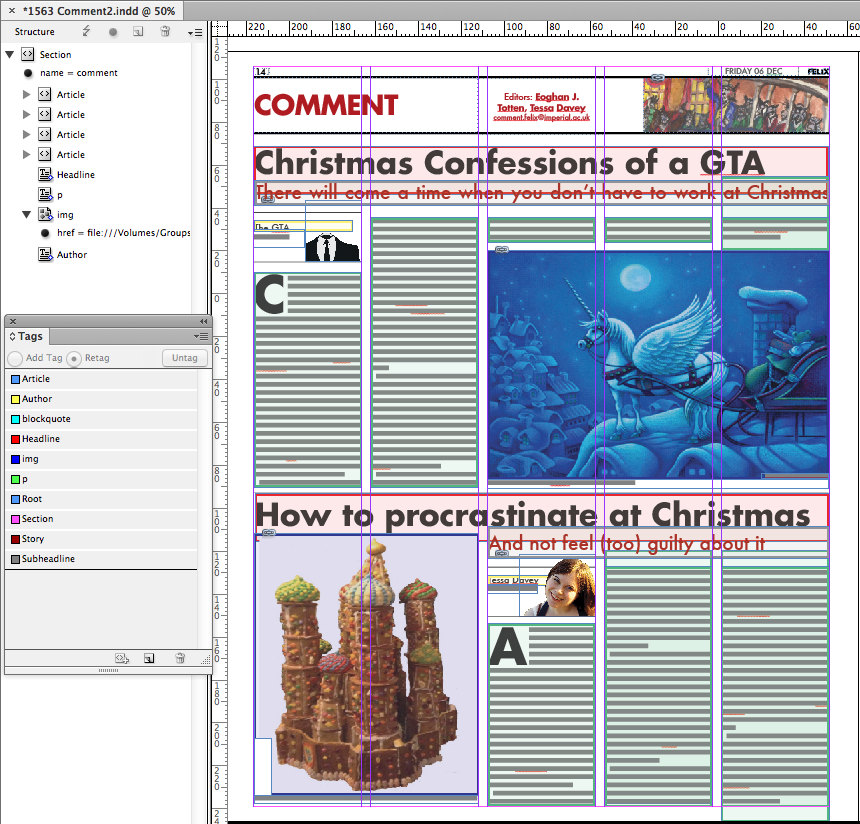 *1563 Comment2.indd @ 50%
Structure
Section
name = comment
Article
Article
Article
Article
Headline
p
img
href = file:///Volumes/Groups
Author
Tags
Add Tag
Retag
Untag
Article
Author
blockquote
Headline
img
p
Root
Section
Story
Subheadline
220 200 180 160 140 120 100 80 60 40 20 0 20 40 60
14
FRIDAY 06 DEC
FELIX
COMMENT
Editors: Eoghan J.
Totten, Tessa Davey
comment.felix@imperial.ac.uk
Christmas Confessions of a GTA
There will come a time when you don't have to work at Christmas
The GTA
C
How to procrastinate at Christmas
And not feel (too) guilty about it
Tessa Davey
A